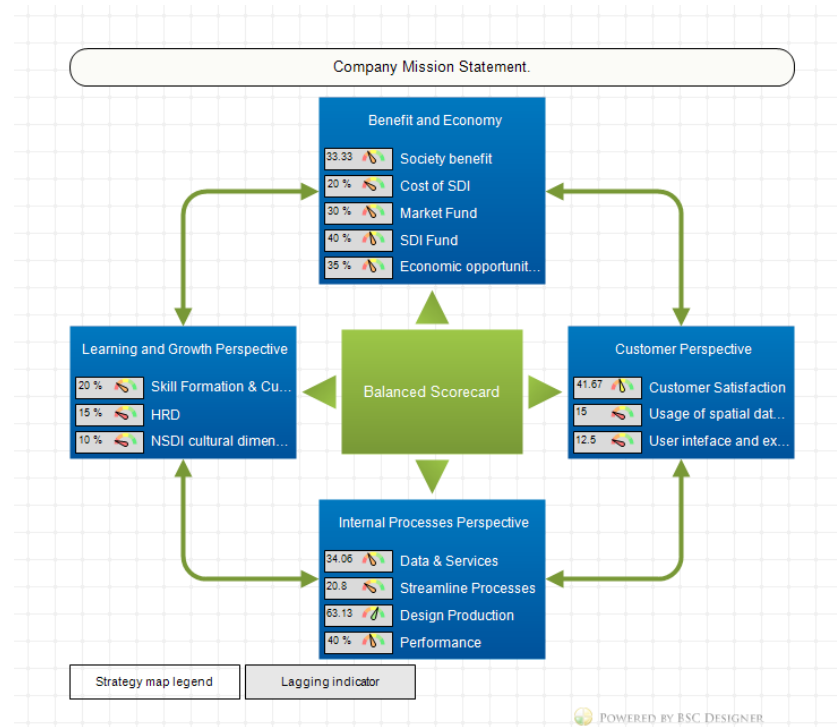 Company Mission Statement.
Benefit and Economy
33.33 Society benefit
20 % Cost of SDI
30 % Market Fund
40 % SDI Fund
35 % Economic opportunit...
Learning and Growth Perspective
20 % Skill Formation & Cu...
15 % HRD
10 % NSDI cultural dimen...
Balanced Scorecard
Customer Perspective
41.67 Customer Satisfaction
15 Usage of spatial dat...
12.5 User inteface and ex...
Internal Processes Perspective
34.06 Data & Services
20.8 Streamline Processes
63.13 Design Production
40 % Performance
Strategy map legend
Lagging indicator
POWERED BY BSC DESIGNER